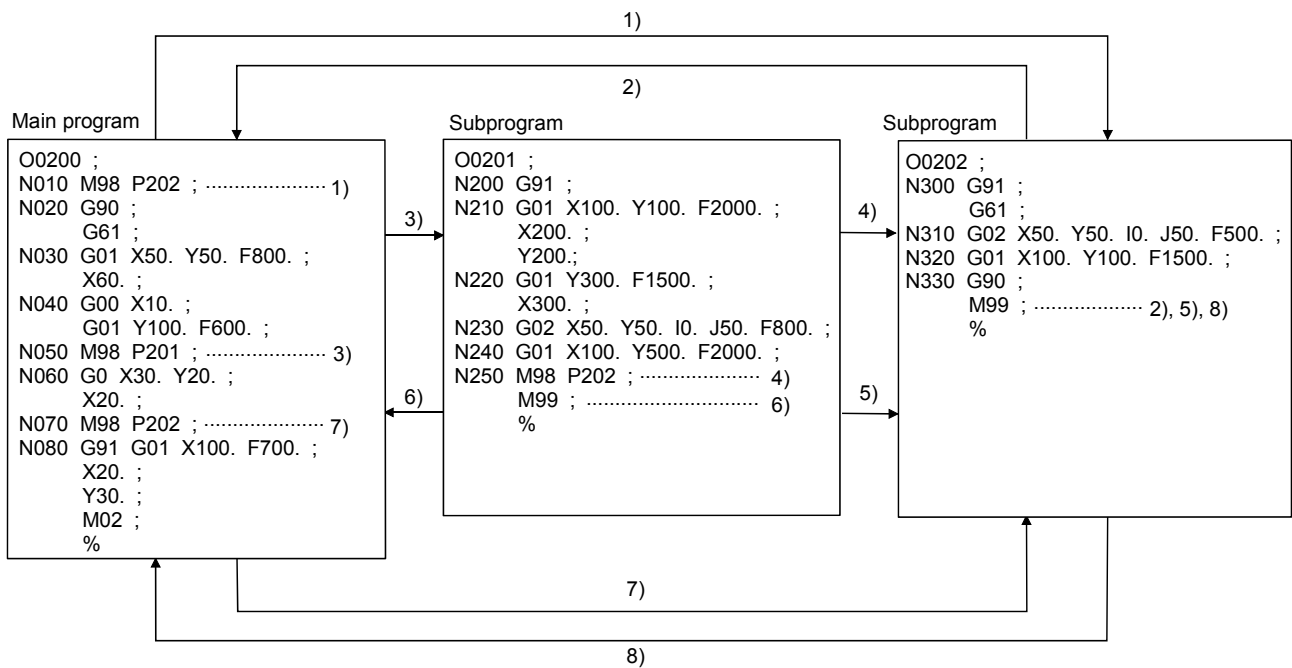 1)
2)
Main program
O0200 ;
N010 M98 P202 ; ····················· 1)
N020 G90 ;
G61 ;
N030 G01 X50. Y50. F800. ;
X60. ;
N040 G00 X10. ;
G01 Y100. F600. ;
N050 M98 P201 ; ····················· 3)
N060 G0 X30. Y20. ;
X20. ;
N070 M98 P202 ; ····················· 7)
N080 G91 G01 X100. F700. ;
X20. ;
Y30. ;
M02 ;
%
3)
6)
Subprogram
O0201 ;
N200 G91 ;
N210 G01 X100. Y100. F2000. ;
X200. ;
Y200.;
N220 G01 Y300. F1500. ;
X300. ;
N230 G02 X50. Y50. I0. J50. F800. ;
N240 G01 X100. Y500. F2000. ;
N250 M98 P202 ; ····················· 4)
M99 ; ····························· 6)
%
4)
5)
Subprogram
O0202 ;
N300 G91 ;
G61 ;
N310 G02 X50. Y50. I0. J50. F500. ;
N320 G01 X100. Y100. F1500. ;
N330 G90 ;
M99 ; ··················· 2), 5), 8)
%
7)
8)